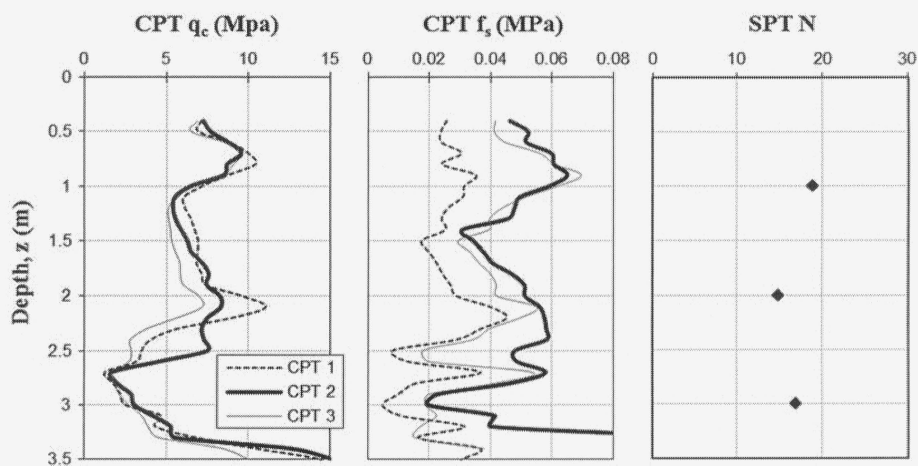 CPT qc (Mpa)
CPT fs (MPa)
SPT N
0 5 10 15
0 0.02 0.04 0.06 0.08
0 10 20 30
Depth, z (m)
0
0.5
1
1.5
2
2.5
3
3.5
CPT 1
CPT 2
CPT 3